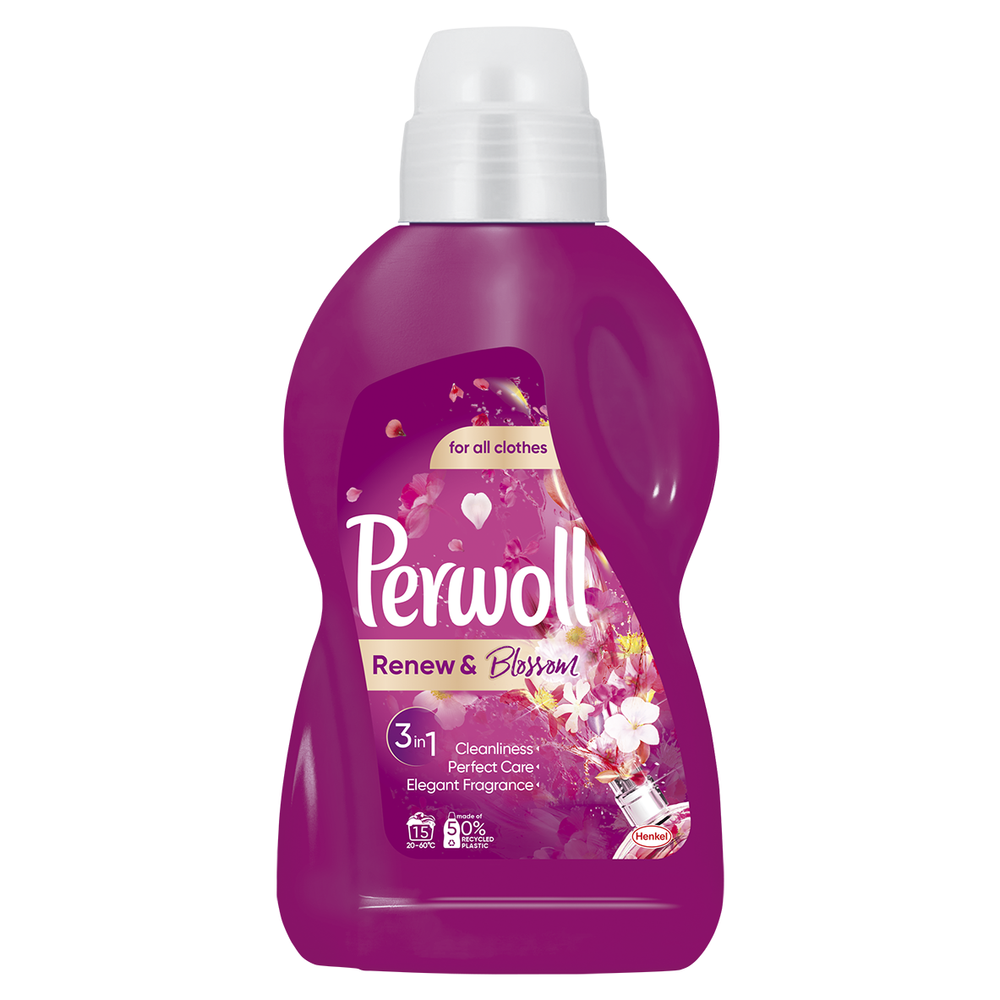 for all clothes
Perwoll
Renew & Blossom
3in1
Cleanliness
Perfect Care
Elegant Fragrance
15
20-60°C
made of
50%
RECYCLED
PLASTIC
Henkel